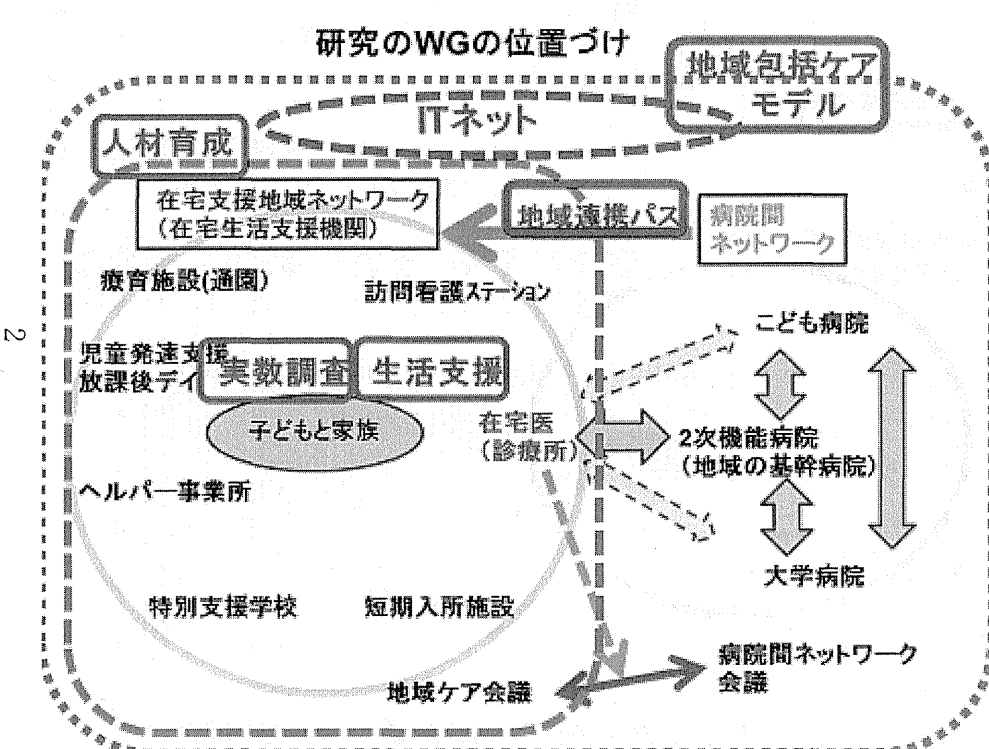 研究のWGの位置づけ
地域包括ケア
モデル
ITネット
人材育成
在宅支援地域ネットワーク
(在宅生活支援機関)
地域連携パス
病院間
ネットワーク
療育施設(通園)
訪問看護ステーション
こども病院
児童発達支援
放課後デイ
実数調査
生活支援
子どもと家族
在宅医
(診療所)
2次機能病院
(地域の基幹病院)
ヘルパー事業所
大学病院
特別支援学校
短期入所施設
病院間ネットワーク
会議
地域ケア会議
2